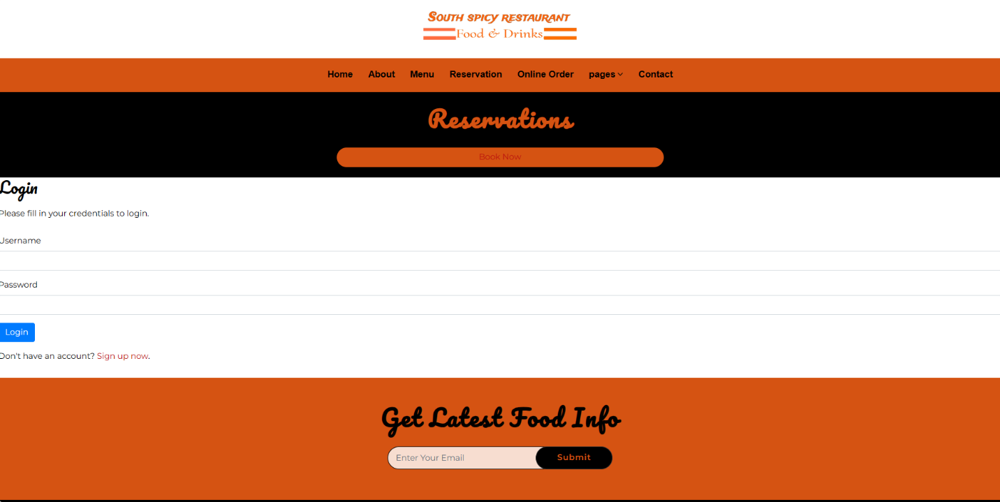 South spicy restaurant
Food & Drinks
Home About Menu Reservation Online Order pages Contact
Reservations
Book Now
Login
Please fill in your credentials to login.
Username
Password
Login
Don't have an account? Sign up now.
Get Latest Food Info
Enter Your Email Submit